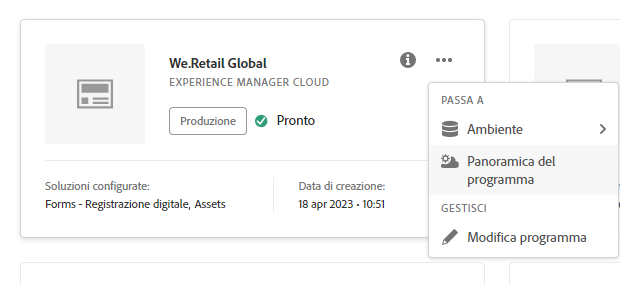 We.Retail Global
EXPERIENCE MANAGER CLOUD
Produzione
Pronto
Soluzioni configurate:
Forms - Registrazione digitale, Assets
Data di creazione:
18 apr 2023 • 10:51
PASSA A
Ambiente
Panoramica del
programma
GESTISCI
Modifica programma